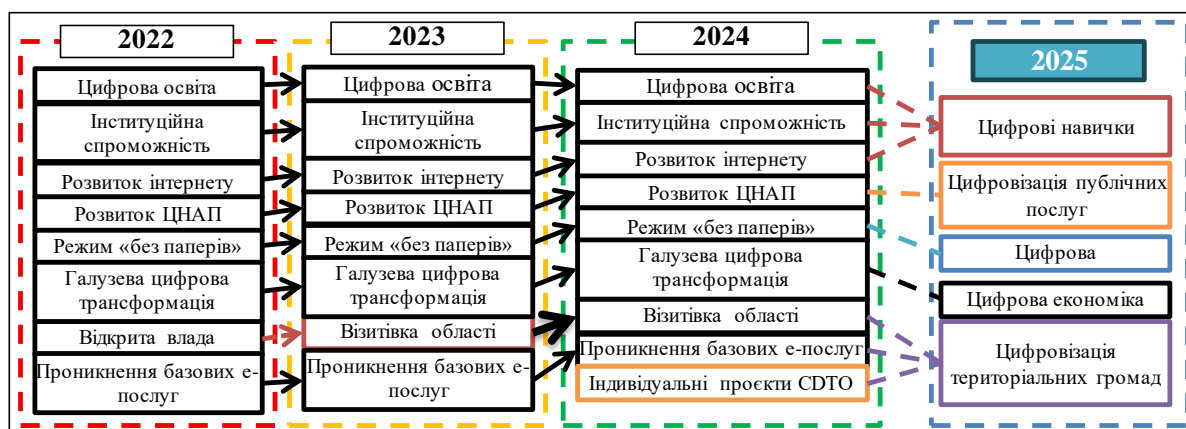 2022
Цифрова освіта
Інституційна
спроможність
Розвиток інтернету
Розвиток ЦНАП
Режим «без паперів»
Галузева цифрова
трансформація
Відкрита влада
Проникнення базових е-
послуг
2023
Цифрова освіта
Інституційна
спроможність
Розвиток інтернету
Розвиток ЦНАП
Режим «без паперів»
Галузева цифрова
трансформація
Візитівка області
Проникнення базових е-
послуг
2024
Цифрова освіта
Інституційна спроможність
Розвиток інтернету
Розвиток ЦНАП
Режим «без паперів»
Галузева цифрова
трансформація
Візитівка області
Проникнення базових е-послуг
Індивідуальні проєкти CDTO
2025
Цифрові навички
Цифровізація публічних
послуг
Цифрова
Цифрова економіка
Цифровізація
територіальних громад